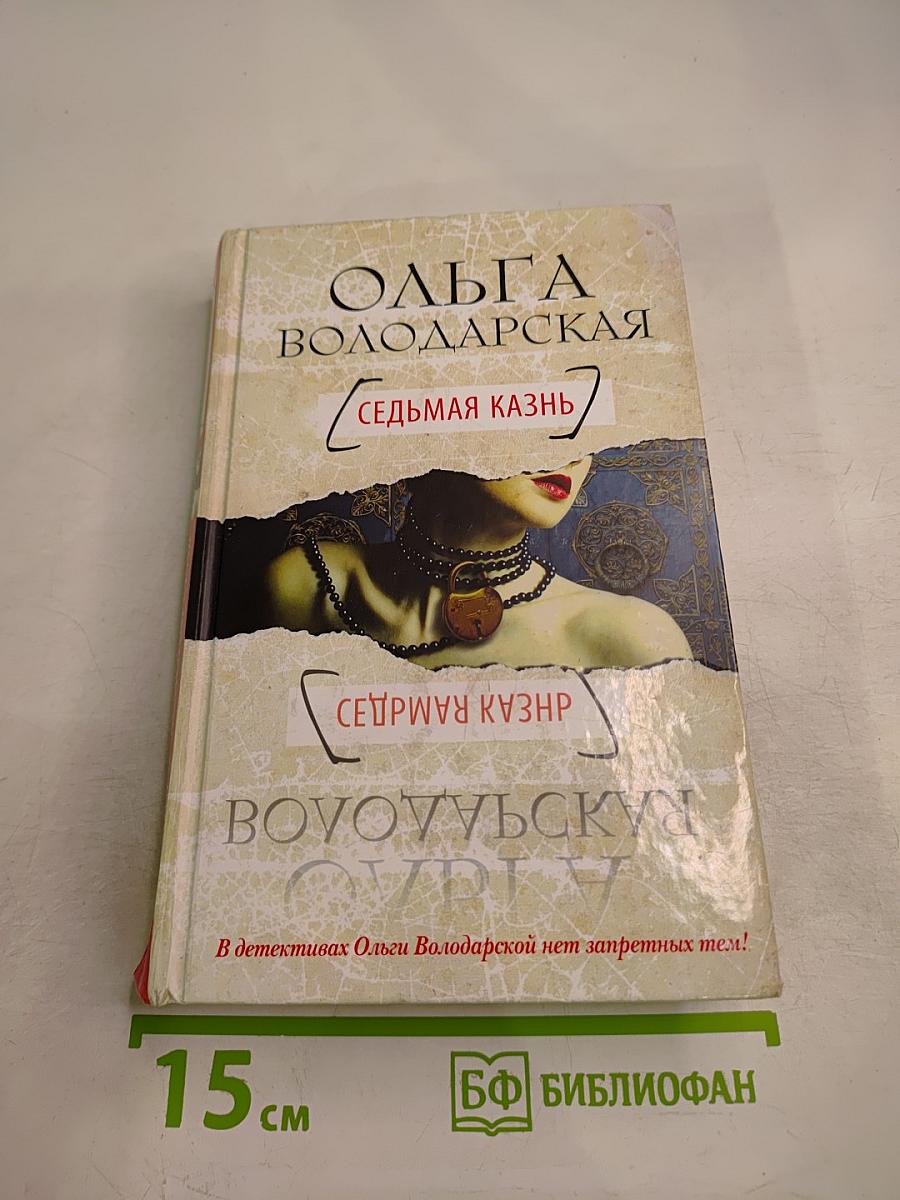 ОЛЬГА
ВОЛОДАРСКАЯ
СЕДЬМАЯ КАЗНЬ
СЕДЬМАЯ КАЗНЬ
ВОЛОДАРСКАЯ
ОЛЬГА
В детективах Ольги Володарской нет запретных тем!
15 см
БФ БИБЛИОФАН